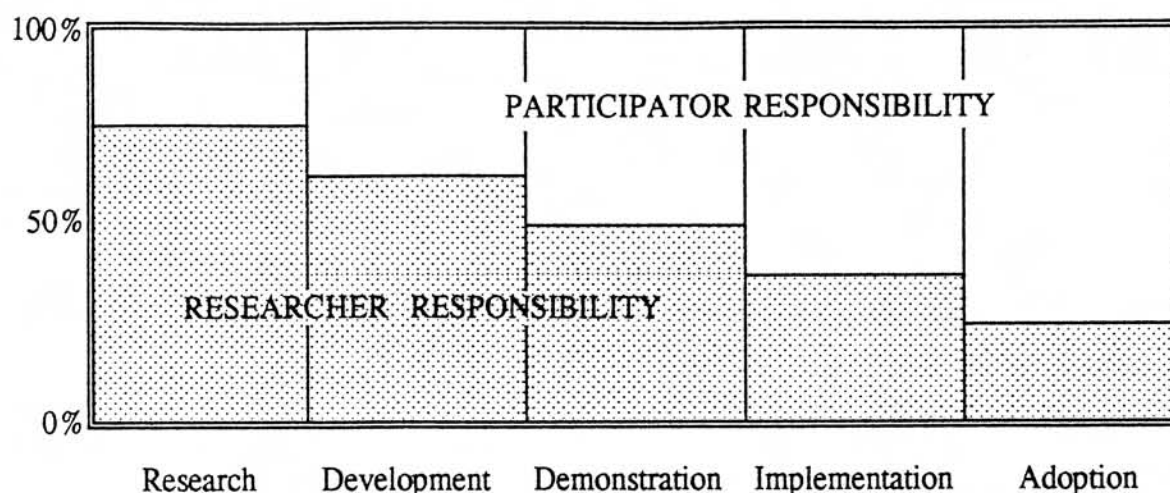 100%
PARTICIPATOR RESPONSIBILITY
50%
RESEARCHER RESPONSIBILITY
0%
Research Development Demonstration Implementation Adoption